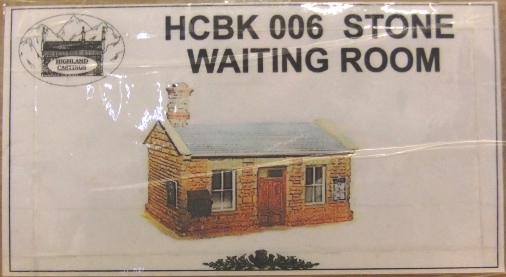 HCBK 006 STONE
WAITING ROOM
HIGHLAND
CASTINGS